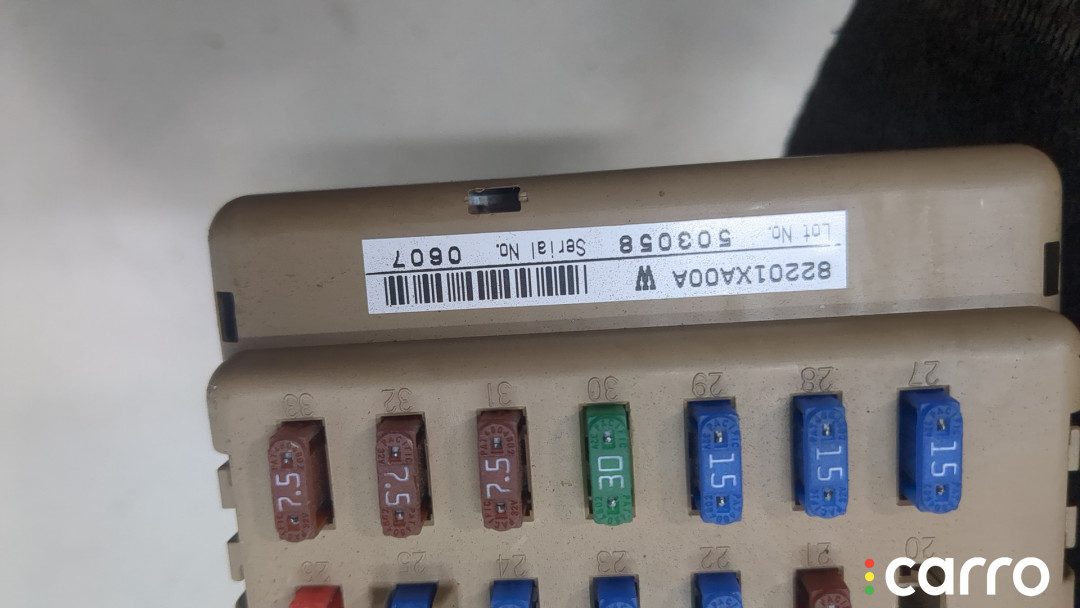 82201XA00A W
Lot No. 503058 Serial No. 0607
33 32 31 30 29 28 27
7.5 7.5 7.5 30 15 15 15
25 24 23 22 21 20
carro